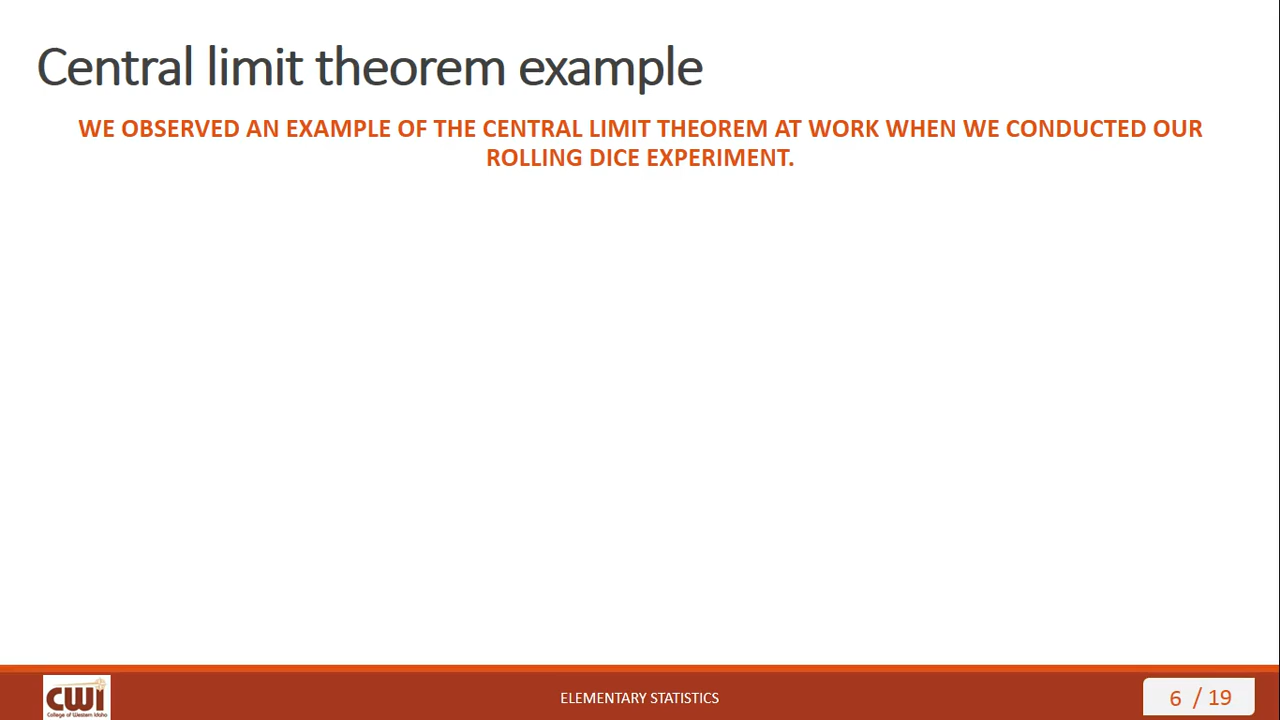 Central limit theorem example
WE OBSERVED AN EXAMPLE OF THE CENTRAL LIMIT THEOREM AT WORK WHEN WE CONDUCTED OUR
ROLLING DICE EXPERIMENT.
CWI
College of Western Idaho
ELEMENTARY STATISTICS
6 / 19